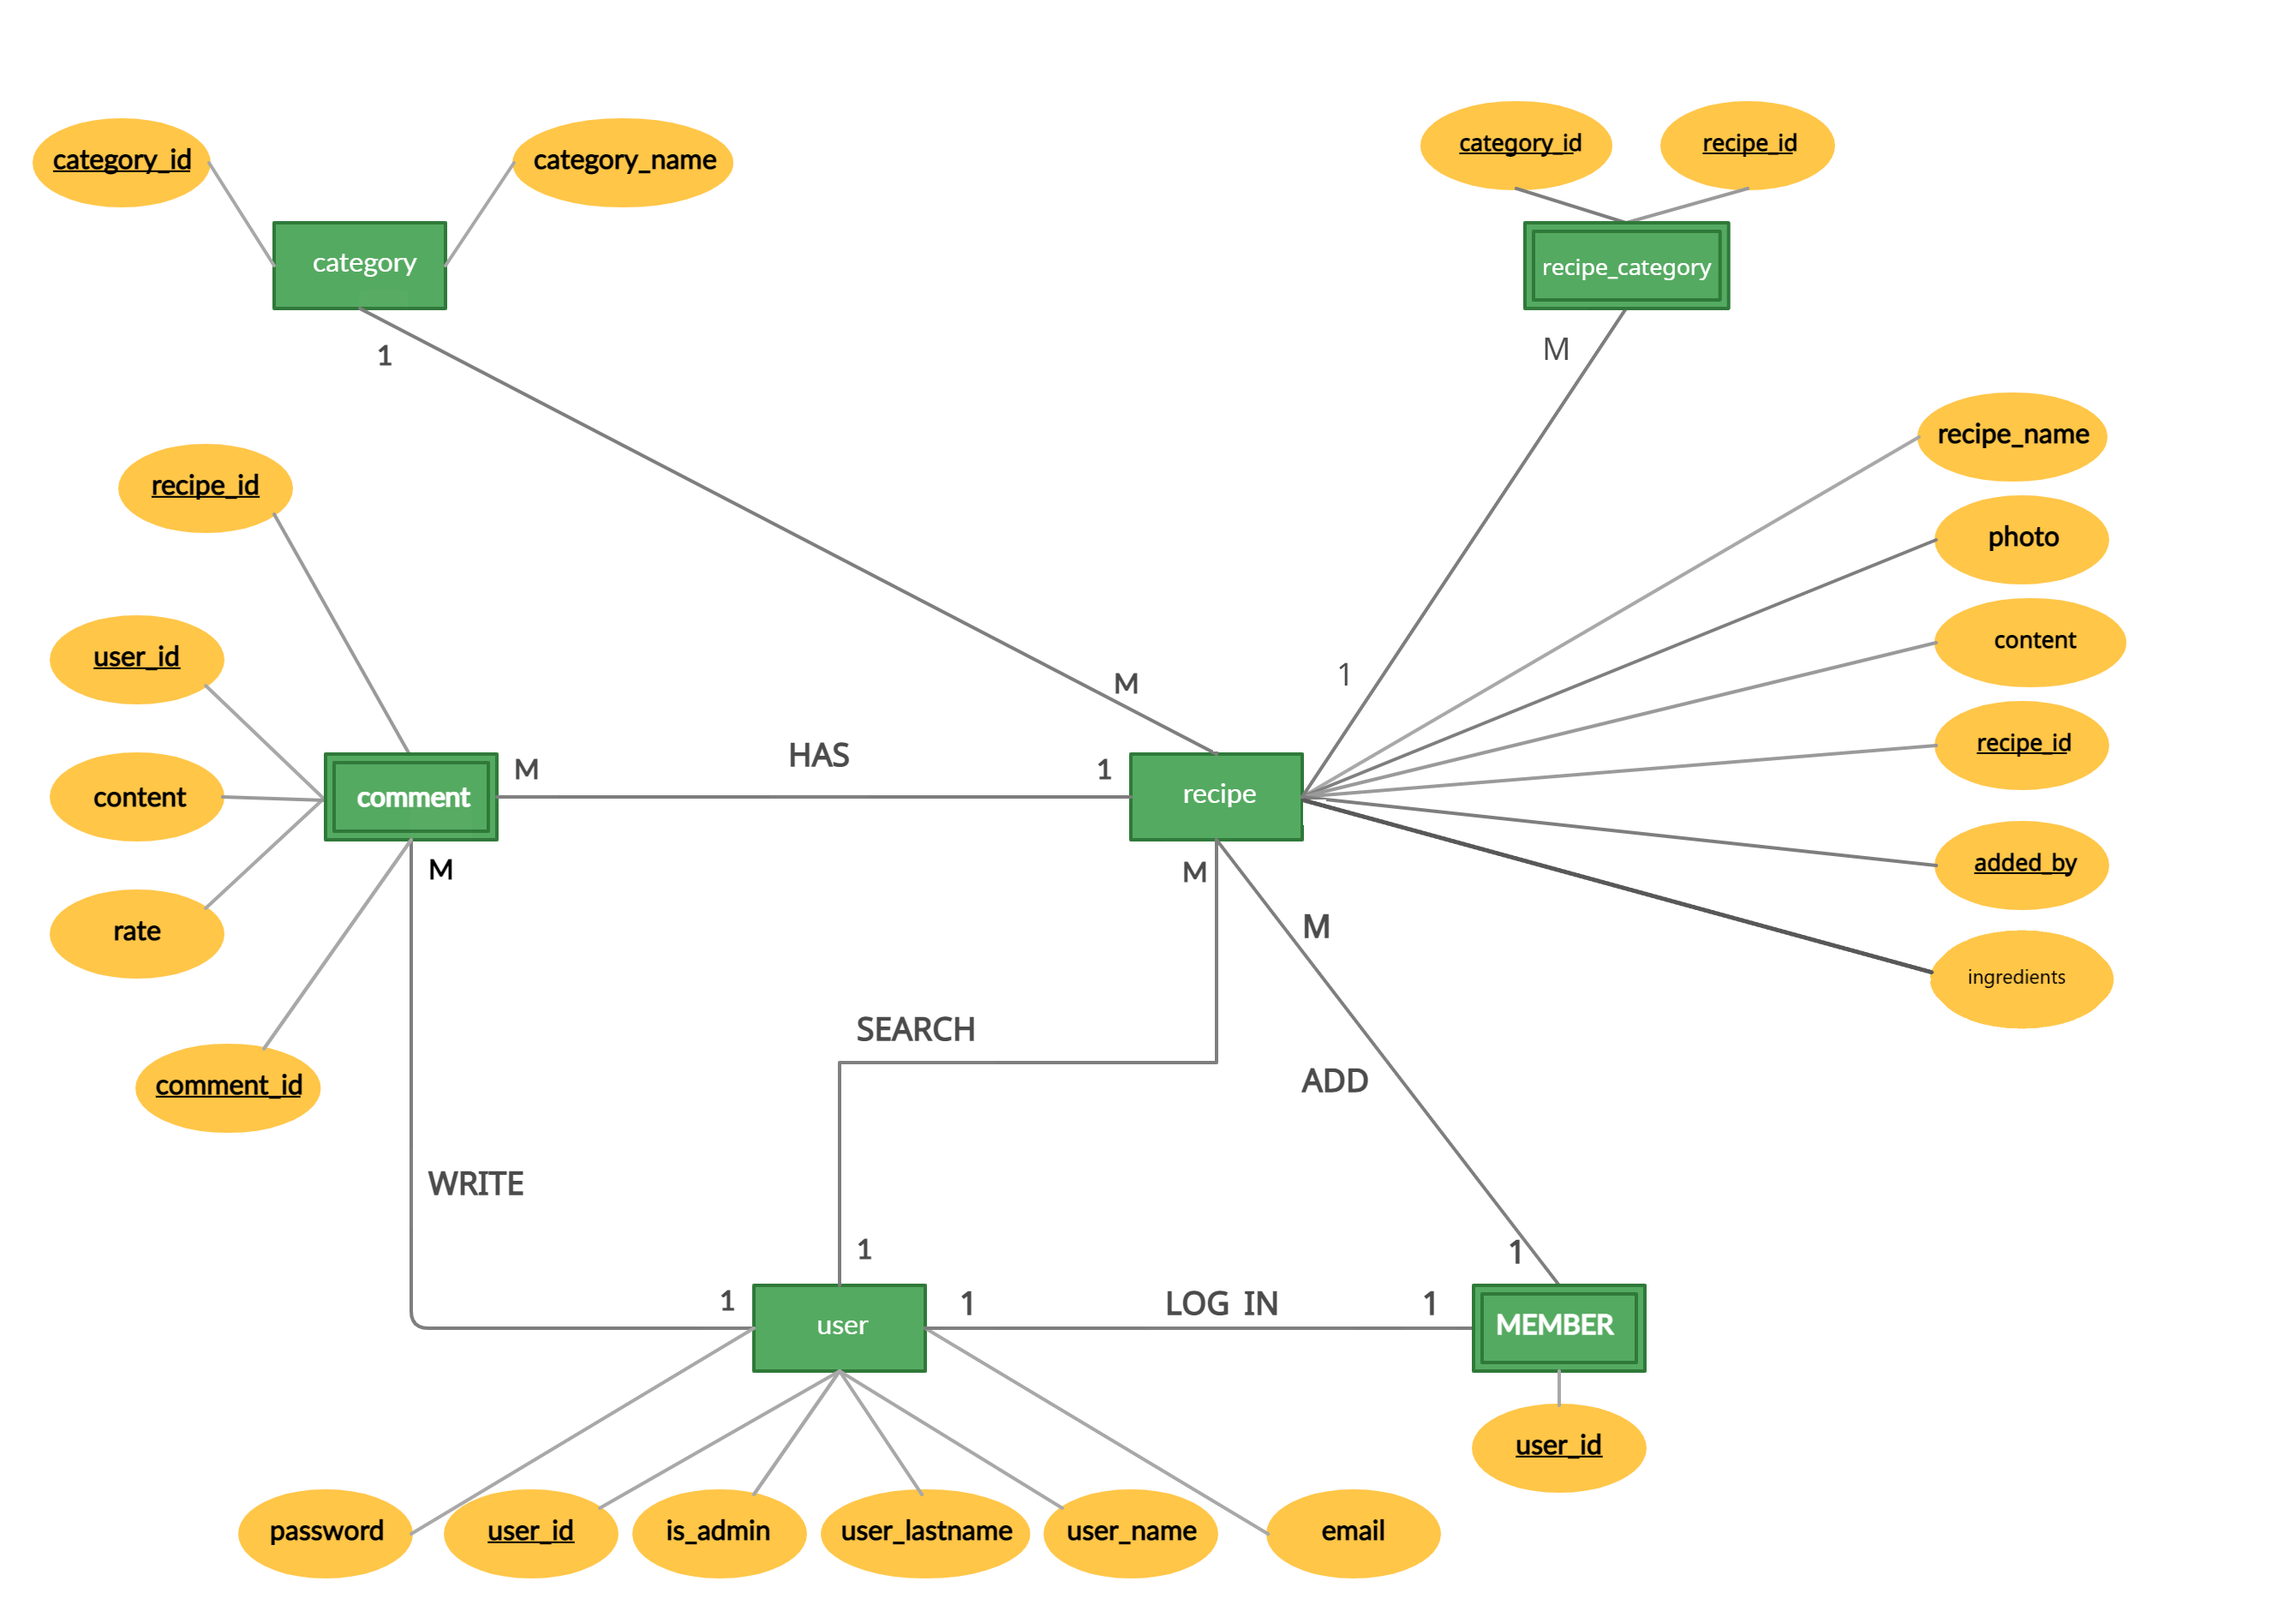 category_id
category_name
category_id
recipe_id
category
recipe_category
1
M
recipe_name
recipe_id
photo
content
user_id
1
M
recipe_id
HAS
M
1
content
comment
recipe
added_by
M
M
rate
M
ingredients
SEARCH
ADD
comment_id
WRITE
1
1
1
1
LOG IN
1
user
MEMBER
user_id
password
user_id
is_admin
user_lastname
user_name
email